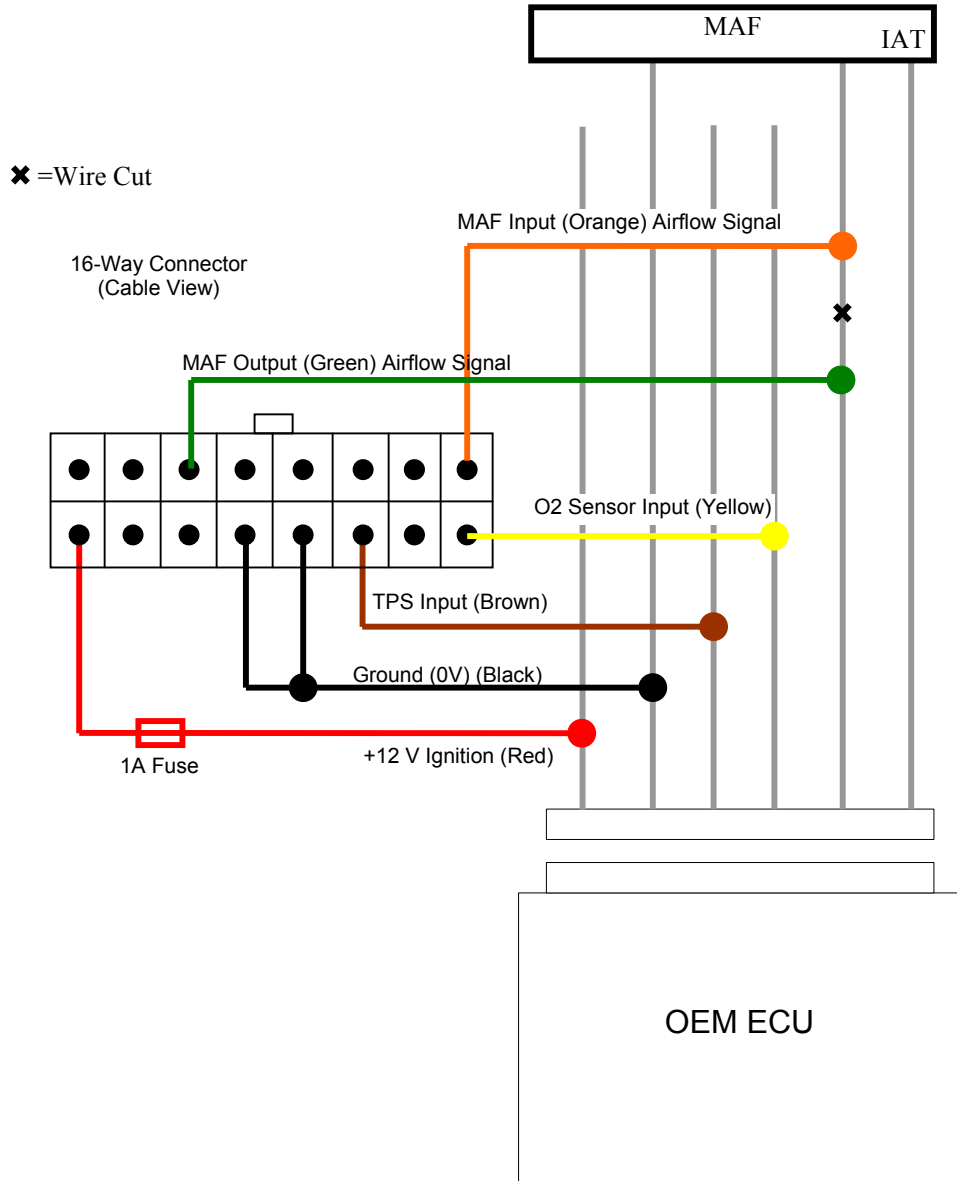 MAF
IAT
✖ =Wire Cut
MAF Input (Orange) Airflow Signal
16-Way Connector
(Cable View)
MAF Output (Green) Airflow Signal
O2 Sensor Input (Yellow)
TPS Input (Brown)
Ground (0V) (Black)
+12 V Ignition (Red)
1A Fuse
OEM ECU